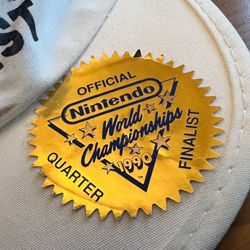 OFFICIAL
Nintendo
World
Championships
1990
QUARTER
FINALIST